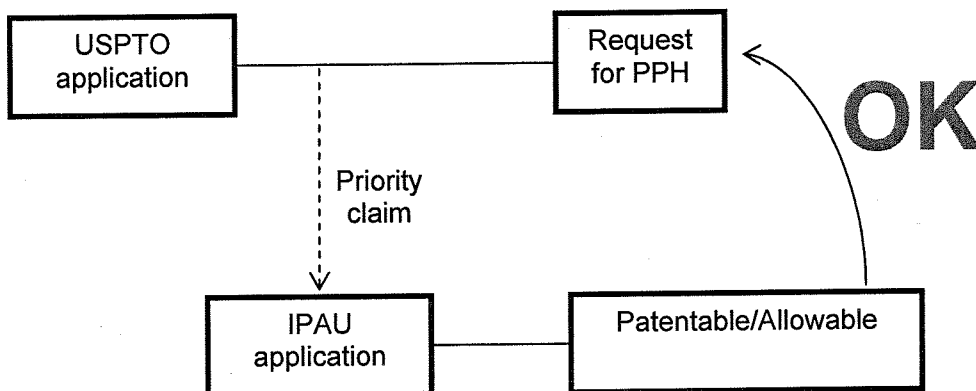 USPTO
application
Request
for PPH
OK
Priority
claim
IPAU
application
Patentable/Allowable